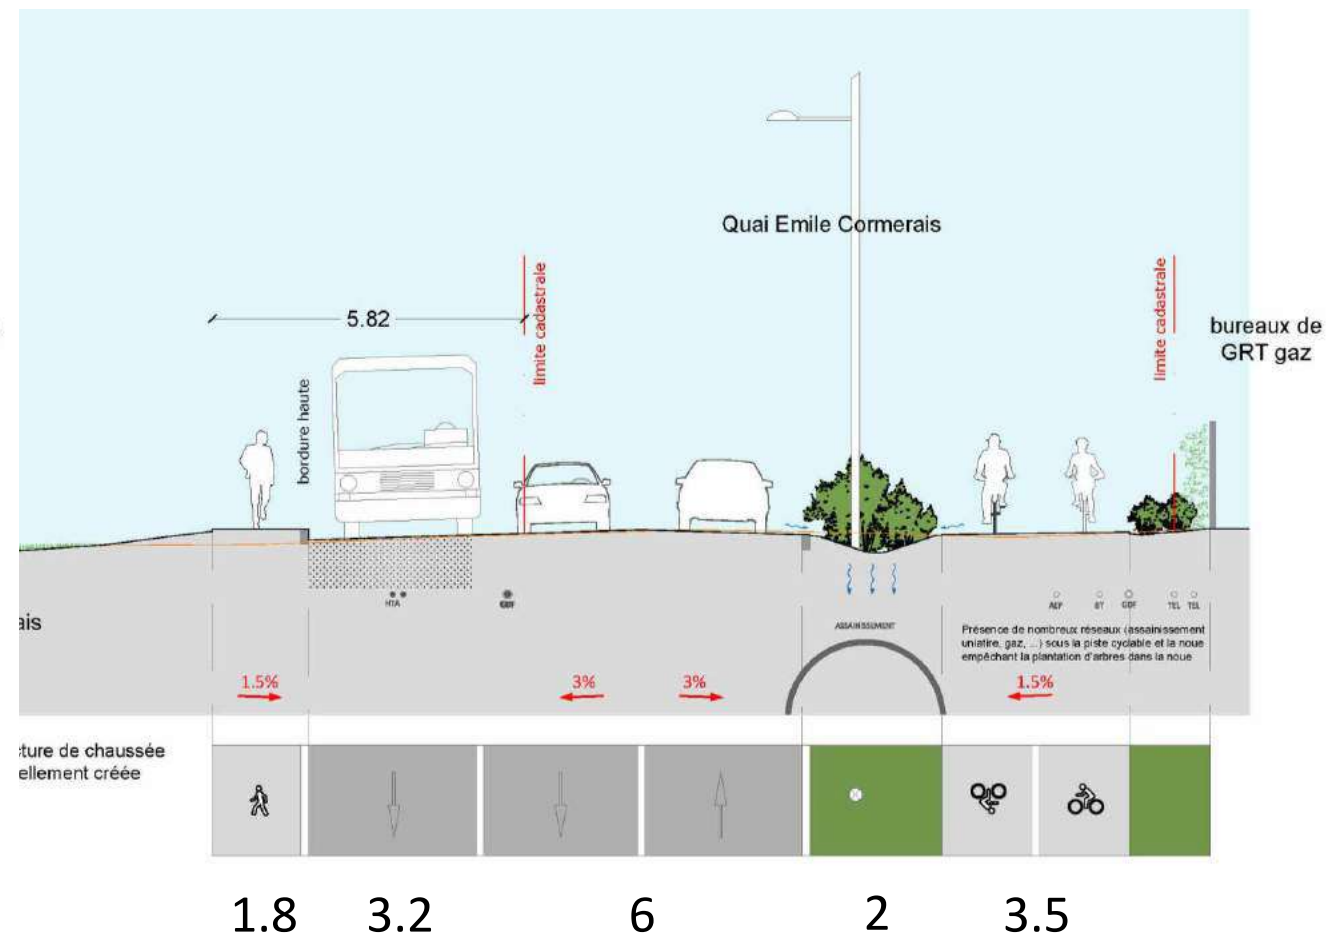 Quai Emile Cormerais
limite cadastrale
limite cadastrale
5.82
bureaux de
GRT gaz
bordure haute
HTA
GDF
AEP
BT
GDF
TEL
TEL
ais
ASSAINISSEMENT
Présence de nombreux réseaux (assainissement
uniatire, gaz, ...) sous la piste cyclable et la noue
empêchant la plantation d'arbres dans la noue
1.5%
3%
3%
1.5%
cture de chaussée
ellement créée
1.8
3.2
6
2
3.5